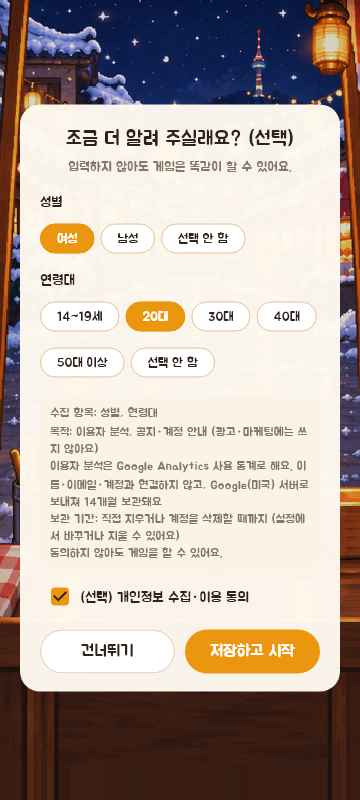 조금 더 알려 주실래요? (선택)
입력하지 않아도 게임은 똑같이 할 수 있어요.
성별
여성
남성
선택 안 함
연령대
14~19세
20대
30대
40대
50대 이상
선택 안 함
수집 항목: 성별, 연령대
목적: 이용자 분석, 공지·계정 안내 (광고·마케팅에는 쓰
지 않아요)
이용자 분석은 Google Analytics 사용 통계로 해요. 이
름·이메일·계정과 연결하지 않고, Google(미국) 서버로
보내져 14개월 보관돼요
보관 기간: 직접 지우거나 계정을 삭제할 때까지 (설정에
서 바꾸거나 지울 수 있어요)
동의하지 않아도 게임을 할 수 있어요.
(선택) 개인정보 수집·이용 동의
건너뛰기
저장하고 시작